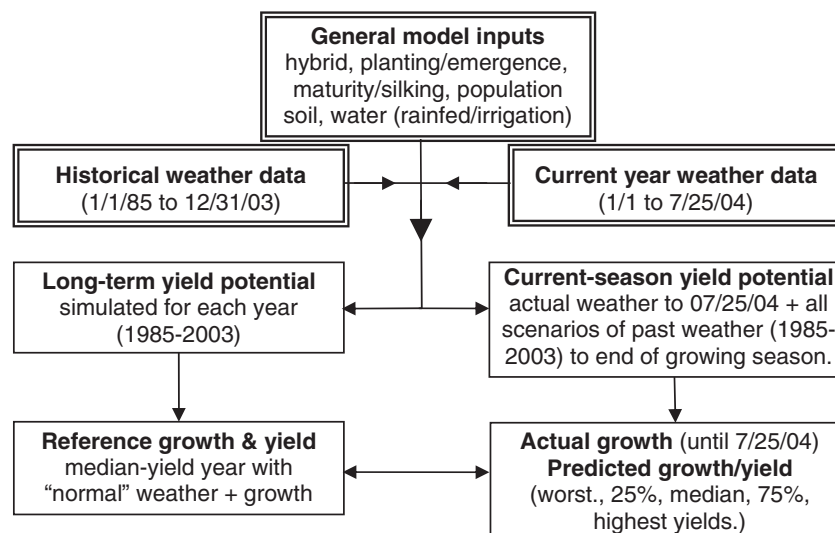 General model inputs
hybrid, planting/emergence,
maturity/silking, population
soil, water (rainfed/irrigation)
Historical weather data
(1/1/85 to 12/31/03)
Current year weather data
(1/1 to 7/25/04)
Long-term yield potential
simulated for each year
(1985-2003)
Current-season yield potential
actual weather to 07/25/04 + all
scenarios of past weather (1985-
2003) to end of growing season.
Reference growth & yield
median-yield year with
“normal” weather + growth
Actual growth (until 7/25/04)
Predicted growth/yield
(worst., 25%, median, 75%,
highest yields.)